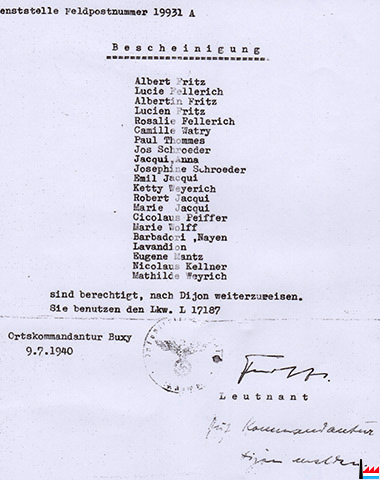 enststelle Feldpostnummer 19931 A
Bescheinigung
Albert Fritz
Lucie Fellerich
Albertin Fritz
Lucien Fritz
Rosalie Fellerich
Camille Watry
Paul Thommes
Jos Schroeder
Jacqui,Anna
Josephine Schroeder
Emil Jacqui
Ketty Weyerich
Robert Jacqui
Marie Jacqui
Cicolaus Peiffer
Marie Wolff
Barbadori ,Nayen
Lavandion
Eugene Mantz
Nicolaus Kellner
Mathilde Weyrich
sind berechtigt, nach Dijon weiterzureisen.
Sie benutzen den Lkw. L 17187
Ortskommandantur Buxy
9.7.1940
Leutnant
Kommandantur
Dijon melden